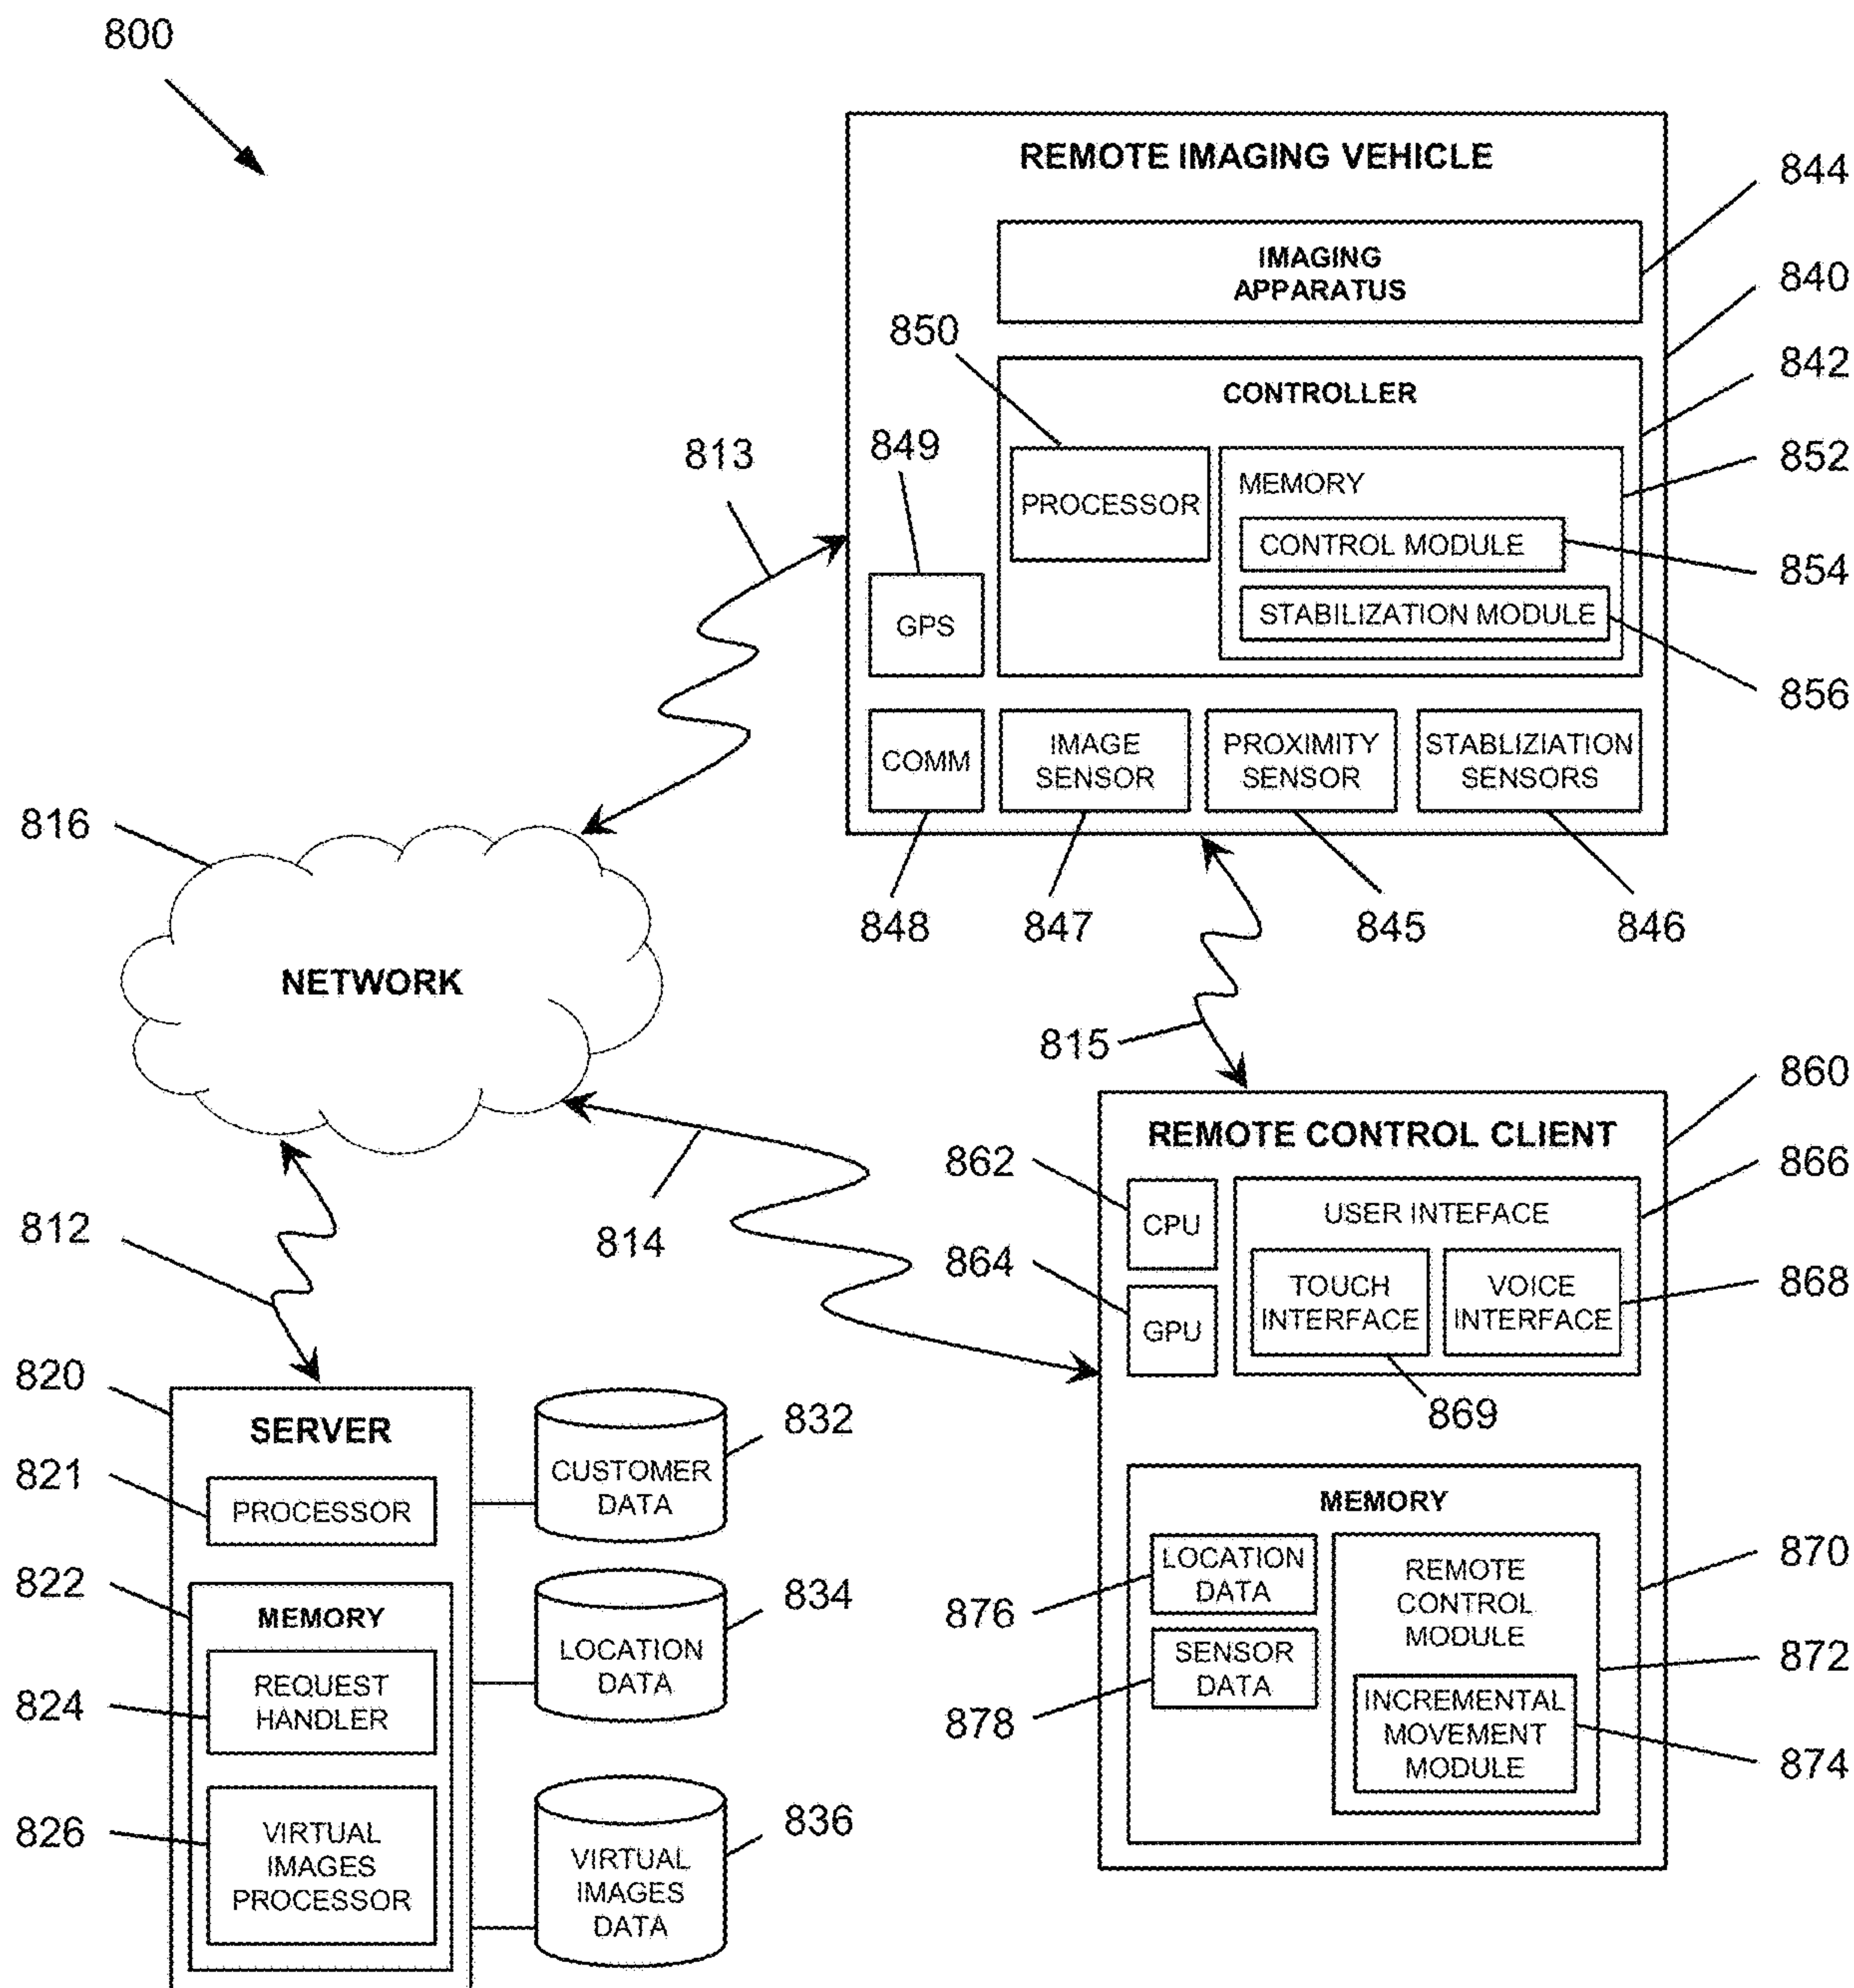 800
REMOTE IMAGING VEHICLE
844
IMAGING
APPARATUS
840
850
842
CONTROLLER
849
852
813
MEMORY
PROCESSOR
CONTROL MODULE
854
STABILIZATION MODULE
GPS
856
COMM
IMAGE
SENSOR
PROXIMITY
SENSOR
STABLIZIATION
SENSORS
816
848
847
845
846
NETWORK
815
860
REMOTE CONTROL CLIENT
862
866
CPU
USER INTEFACE
812
814
864
TOUCH
INTERFACE
VOICE
INTERFACE
868
GPU
820
869
SERVER
832
821
CUSTOMER
DATA
PROCESSOR
MEMORY
870
822
834
LOCATION
DATA
REMOTE
CONTROL
MODULE
876
MEMORY
LOCATION
DATA
SENSOR
DATA
872
824
REQUEST
HANDLER
878
INCREMENTAL
MOVEMENT
MODULE
874
826
VIRTUAL
IMAGES
PROCESSOR
836
VIRTUAL
IMAGES
DATA